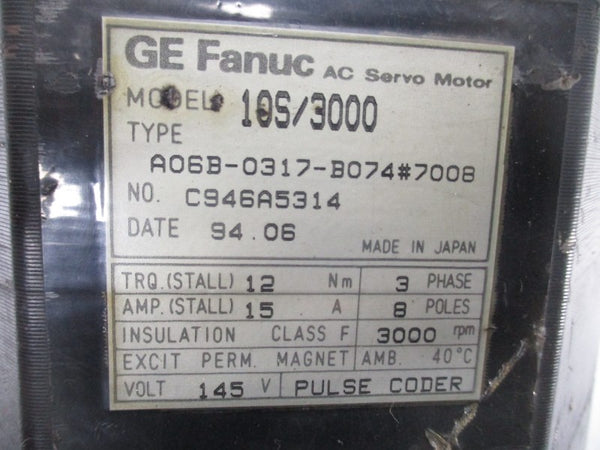 GE Fanuc AC Servo Motor
MODEL 10S/3000
TYPE
A06B-0317-B074#7008
NO. C946A5314
DATE 94.06
MADE IN JAPAN
TRQ.(STALL) 12 Nm 3 PHASE
AMP.(STALL) 15 A 8 POLES
INSULATION CLASS F 3000 rpm
EXCIT PERM. MAGNET AMB. 40°C
VOLT 145 V PULSE CODER